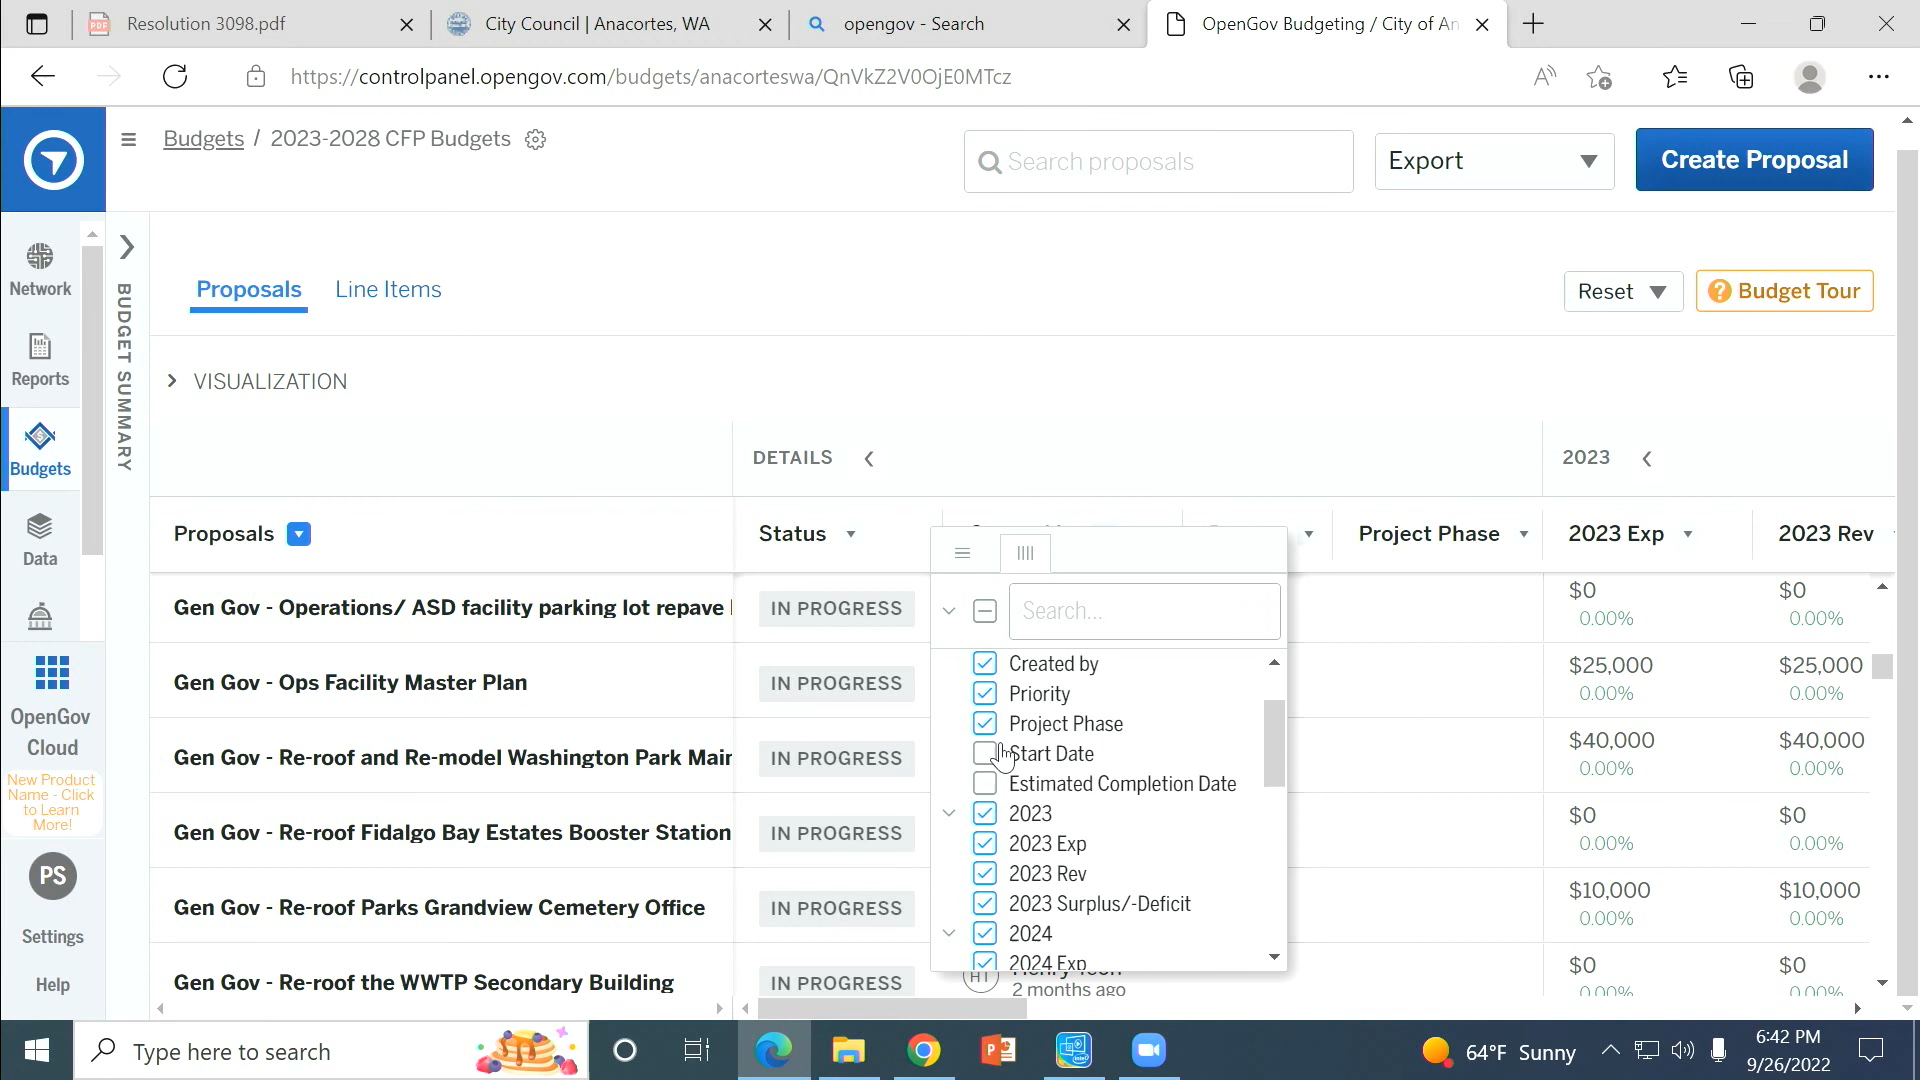 Resolution 3098.pdf
City Council | Anacortes, WA
opengov - Search
OpenGov Budgeting / City of An
https://controlpanel.opengov.com/budgets/anacorteswa/QnVkZ2V0OjE0MTcz
Budgets / 2023-2028 CFP Budgets
Search proposals
Export
Create Proposal
Network
Reports
Budgets
Data
OpenGov
Cloud
New Product
Name - Click
to Learn
More!
PS
Settings
Help
BUDGET SUMMARY
Proposals
Line Items
Reset
? Budget Tour
VISUALIZATION
DETAILS
2023
Proposals
Status
Project Phase
2023 Exp
2023 Rev
Gen Gov - Operations/ ASD facility parking lot repave
IN PROGRESS
$0
0.00%
$0
0.00%
Gen Gov - Ops Facility Master Plan
IN PROGRESS
$25,000
0.00%
$25,000
0.00%
Gen Gov - Re-roof and Re-model Washington Park Mair
IN PROGRESS
$40,000
0.00%
$40,000
0.00%
Gen Gov - Re-roof Fidalgo Bay Estates Booster Station
IN PROGRESS
$0
0.00%
$0
0.00%
Gen Gov - Re-roof Parks Grandview Cemetery Office
IN PROGRESS
$10,000
0.00%
$10,000
0.00%
Gen Gov - Re-roof the WWTP Secondary Building
IN PROGRESS
HT
2 months ago
$0
0.00%
$0
0.00%
Search...
Created by
Priority
Project Phase
Start Date
Estimated Completion Date
2023
2023 Exp
2023 Rev
2023 Surplus/-Deficit
2024
2024 Exp
Type here to search
64°F Sunny
6:42 PM
9/26/2022